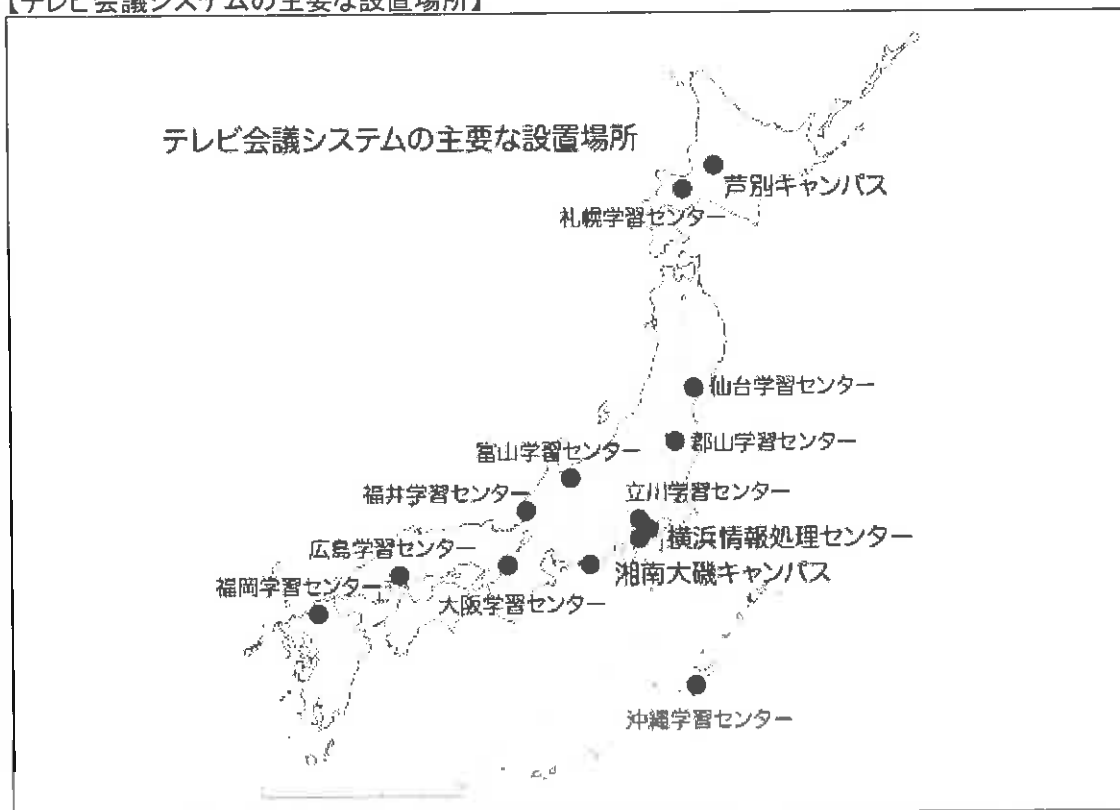 【テレビ会議システムの主要な設置場所】
テレビ会議システムの主要な設置場所
芦別キャンパス
札幌学習センター
仙台学習センター
郡山学習センター
富山学習センター
立川学習センター
福井学習センター
横浜情報処理センター
広島学習センター
湘南大磯キャンパス
福岡学習センター
大阪学習センター
沖縄学習センター